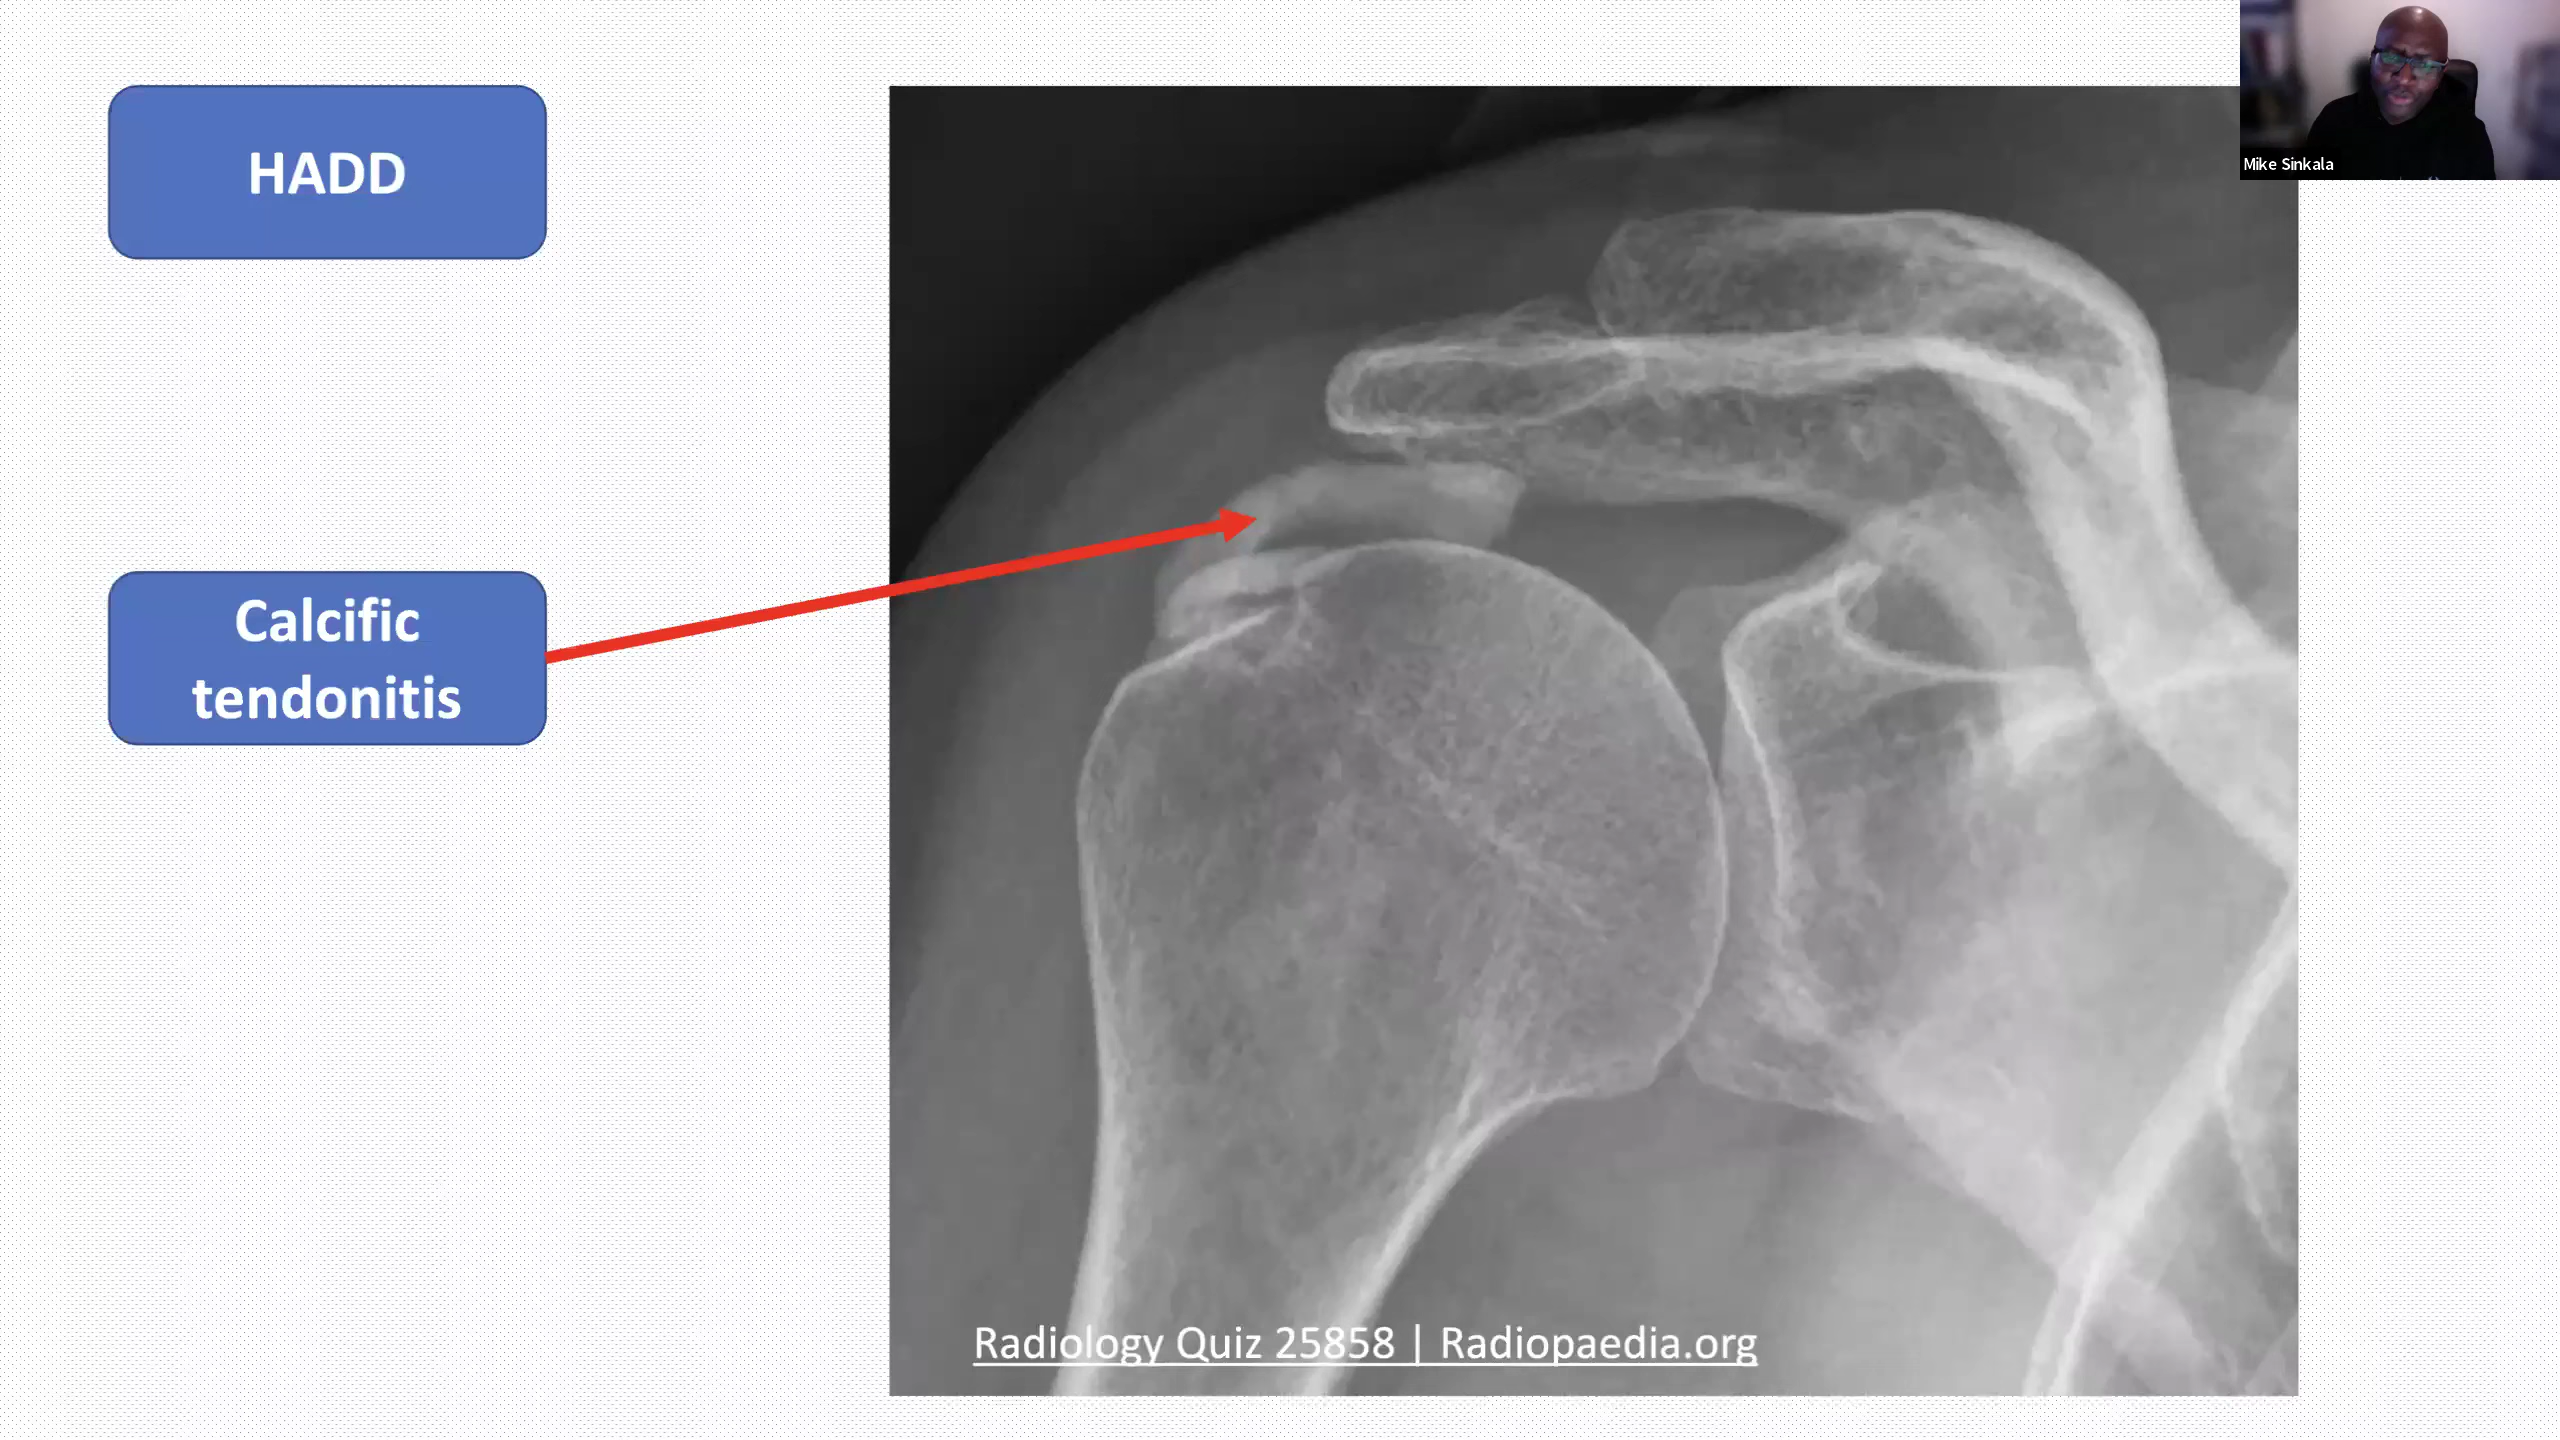 HADD
Mike Sinkala
Calcific
tendonitis
Radiology Quiz 25858 | Radiopaedia.org